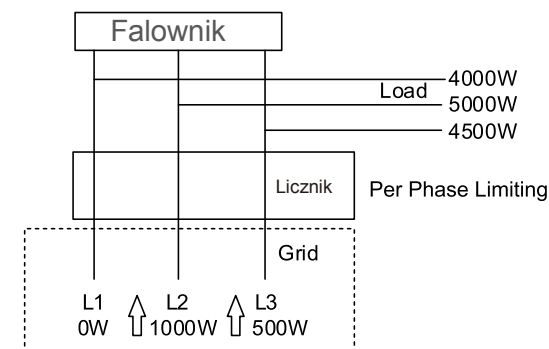 Falownik
4000W
Load
5000W
4500W
Licznik
Per Phase Limiting
Grid
L1 L2 L3
0W 1000W 500W